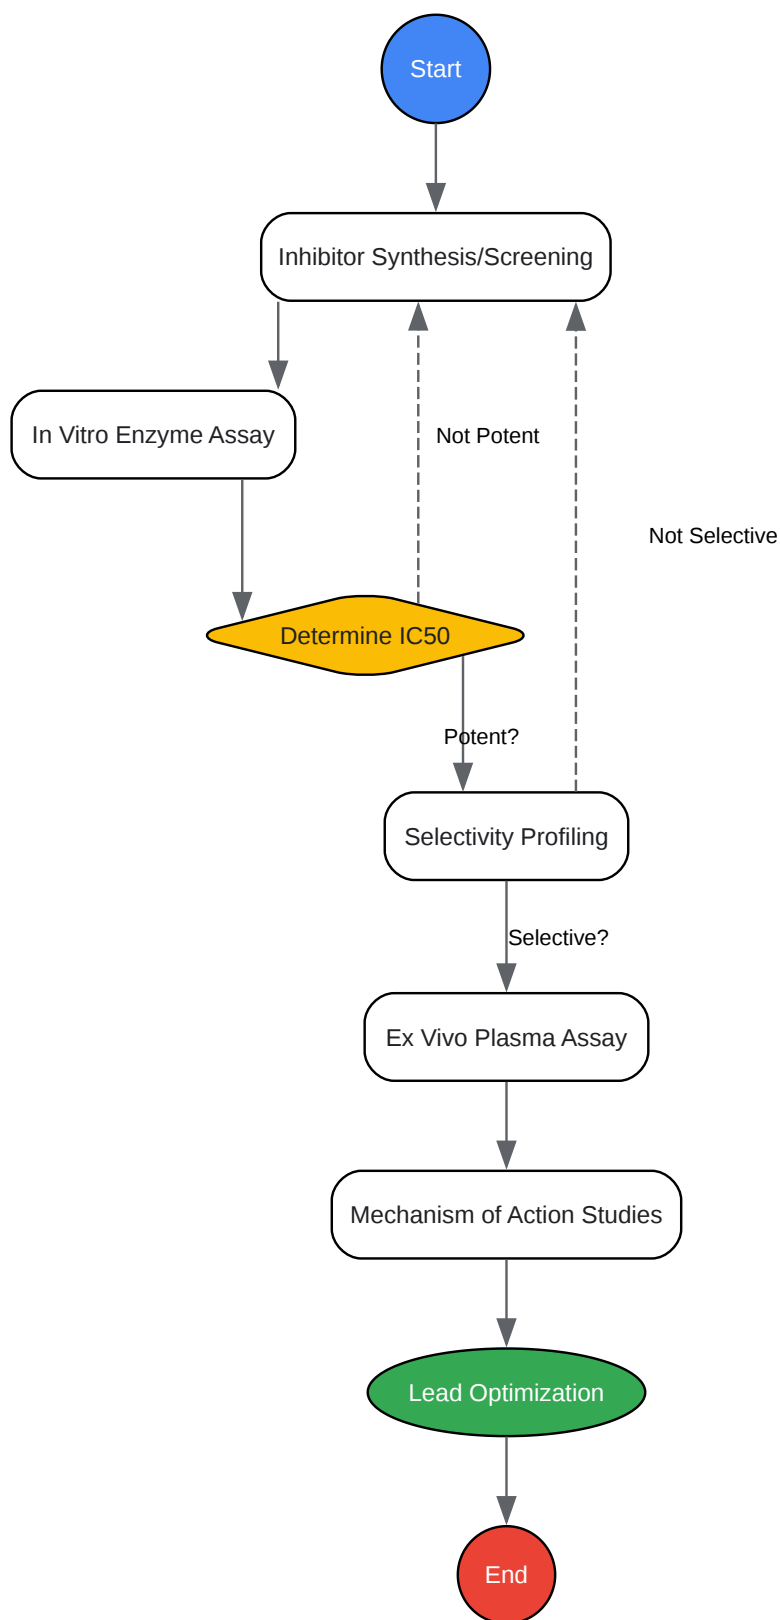 Start
Inhibitor Synthesis/Screening
In Vitro Enzyme Assay
Not Potent
Not Selective
Determine IC50
Potent?
Selectivity Profiling
Selective?
Ex Vivo Plasma Assay
Mechanism of Action Studies
Lead Optimization
End